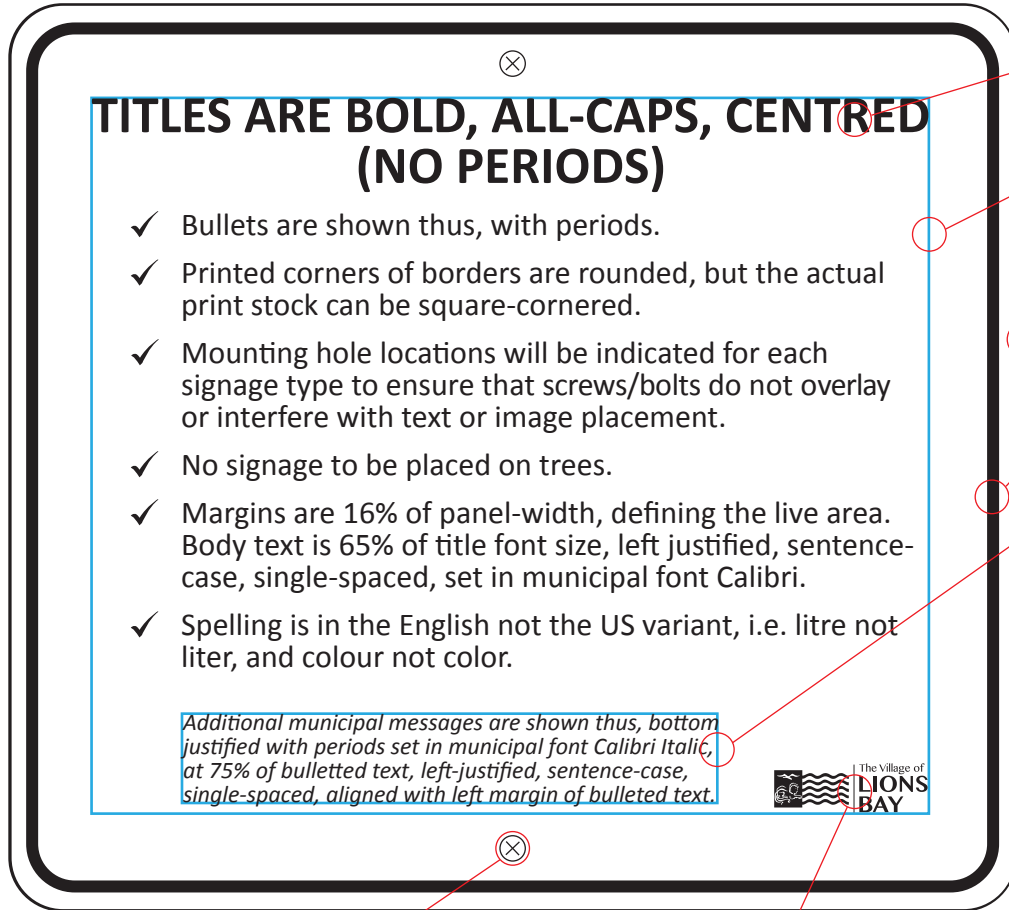 TITLES ARE BOLD, ALL-CAPS, CENTRED
(NO PERIODS)
Bullets are shown thus, with periods.
Printed corners of borders are rounded, but the actual
print stock can be square-cornered.
Mounting hole locations will be indicated for each
signage type to ensure that screws/bolts do not overlay
or interfere with text or image placement.
No signage to be placed on trees.
Margins are 16% of panel-width, defining the live area.
Body text is 65% of title font size, left justified, sentence-
case, single-spaced, set in municipal font Calibri.
Spelling is in the English not the US variant, i.e. litre not
liter, and colour not color.
Additional municipal messages are shown thus, bottom
justified with periods set in municipal font Calibri Italic,
at 75% of bulletted text, left-justified, sentence-case,
single-spaced, aligned with left margin of bulleted text.
The Village of
LIONS
BAY